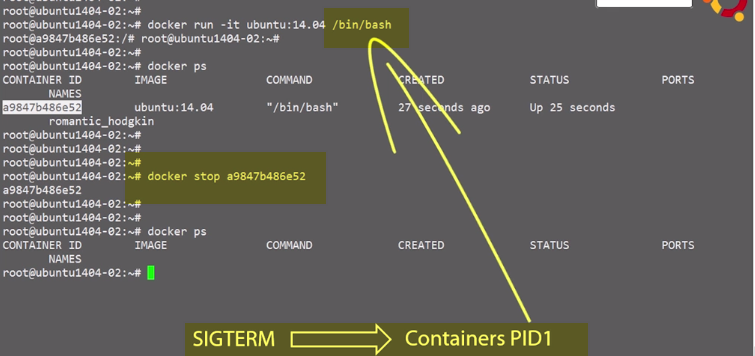 root@ubuntu1404-02:~#
root@ubuntu1404-02:~# docker run -it ubuntu:14.04 /bin/bash
root@a9847b486e52:/# root@ubuntu1404-02:~#
root@ubuntu1404-02:~#
root@ubuntu1404-02:~# docker ps
CONTAINER ID IMAGE COMMAND CREATED STATUS PORTS
NAMES
a9847b486e52 ubuntu:14.04 "/bin/bash" 27 seconds ago Up 25 seconds
romantic_hodgkin
root@ubuntu1404-02:~#
root@ubuntu1404-02:~#
root@ubuntu1404-02:~#
root@ubuntu1404-02:~# docker stop a9847b486e52
a9847b486e52
root@ubuntu1404-02:~#
root@ubuntu1404-02:~#
root@ubuntu1404-02:~# docker ps
CONTAINER ID IMAGE COMMAND CREATED STATUS PORTS
NAMES
root@ubuntu1404-02:~#
SIGTERM Containers PID1